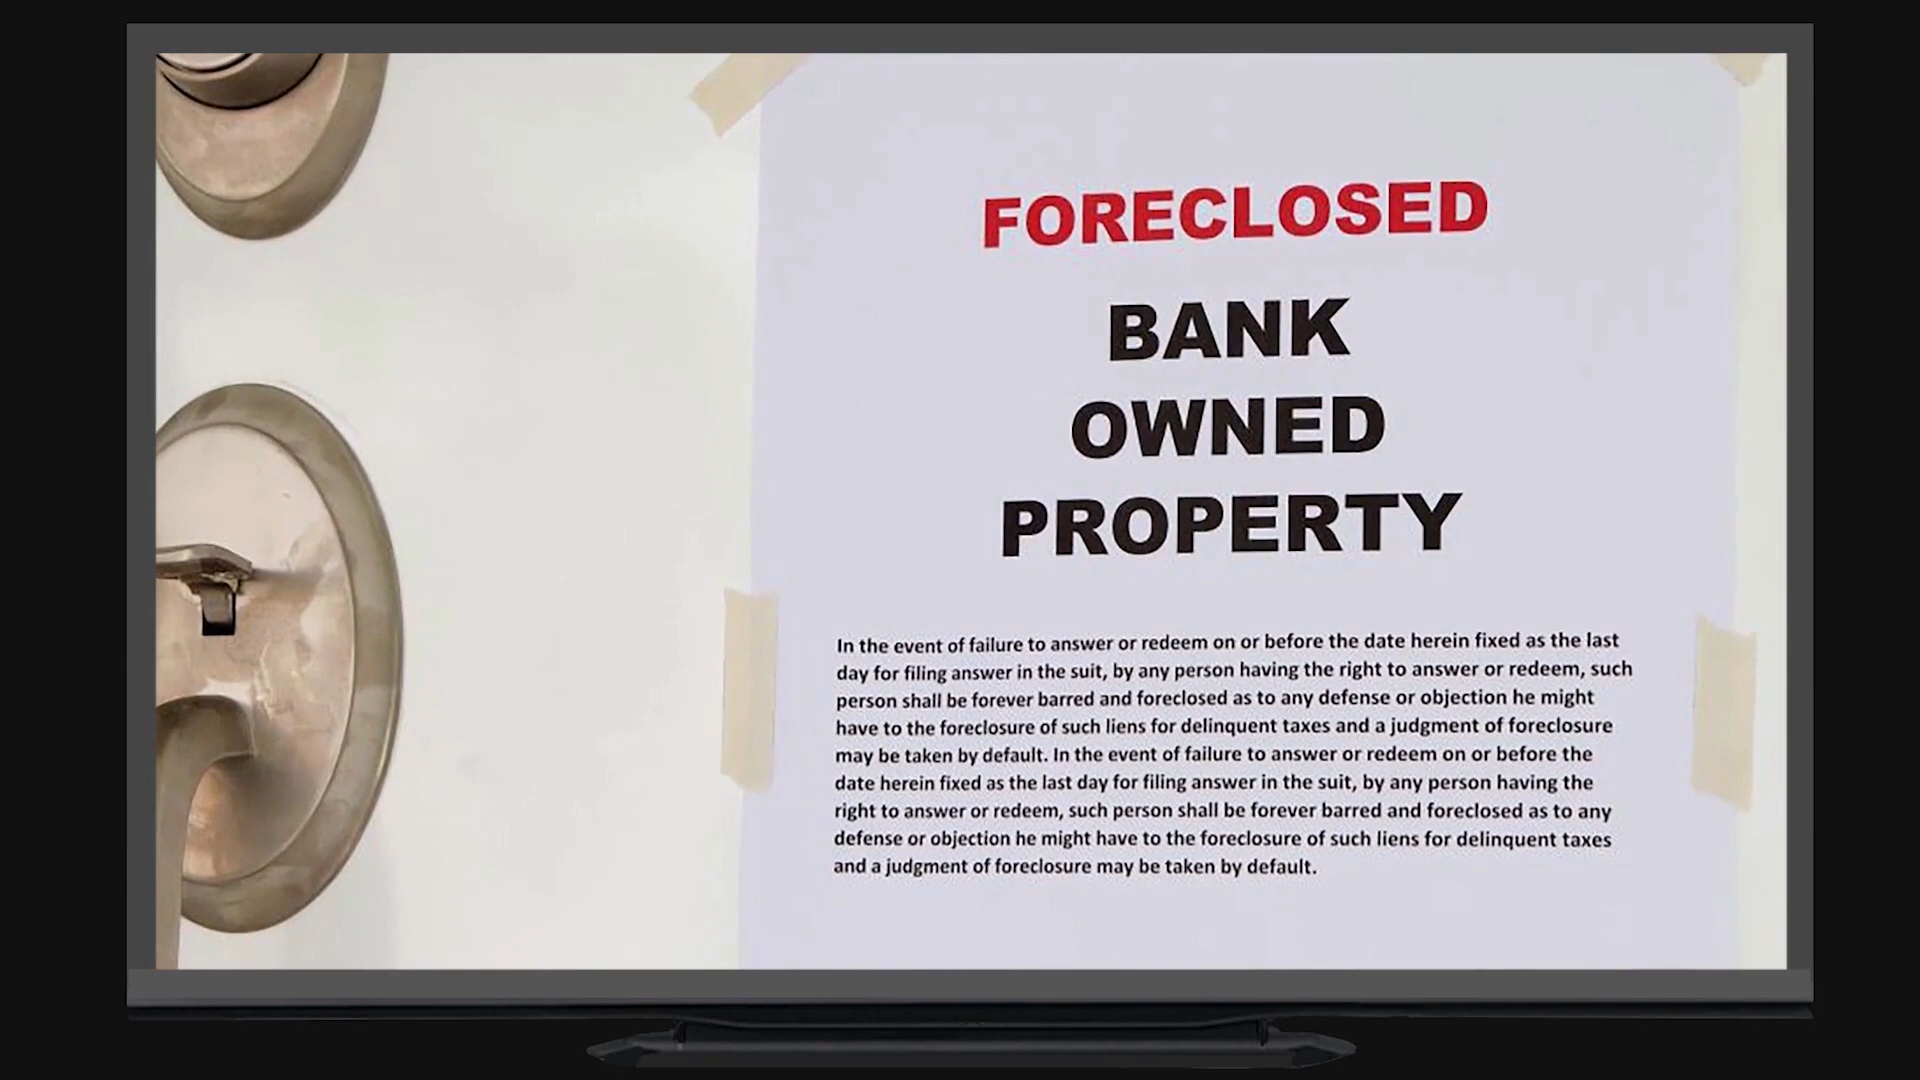 FORECLOSED
BANK
OWNED
PROPERTY
In the event of failure to answer or redeem on or before the date herein fixed as the last
day for filing answer in the suit, by any person having the right to answer or redeem, such
person shall be forever barred and foreclosed as to any defense or objection he might
have to the foreclosure of such liens for delinquent taxes and a judgment of foreclosure
may be taken by default. In the event of failure to answer or redeem on or before the
date herein fixed as the last day for filing answer in the suit, by any person having the
right to answer or redeem, such person shall be forever barred and foreclosed as to any
defense or objection he might have to the foreclosure of such liens for delinquent taxes
and a judgment of foreclosure may be taken by default.